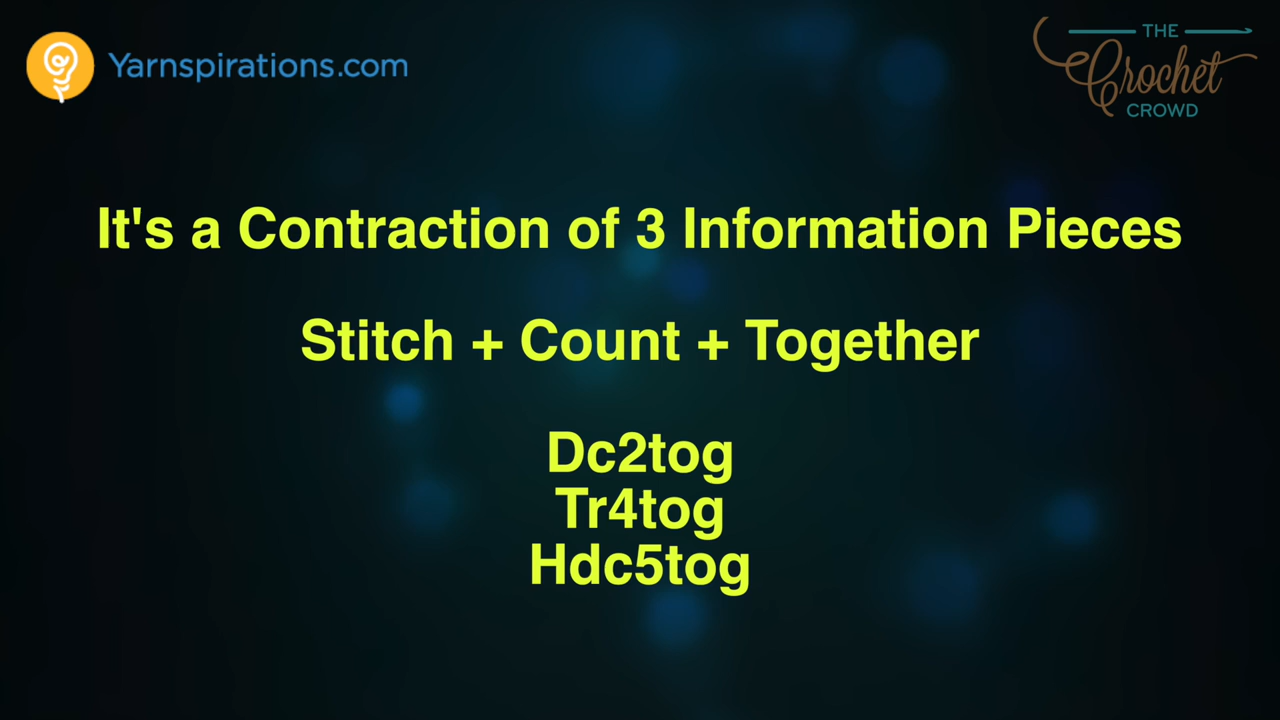 Yarnspirations.com
THE
Crochet
CROWD
It's a Contraction of 3 Information Pieces
Stitch + Count + Together
Dc2tog
Tr4tog
Hdc5tog